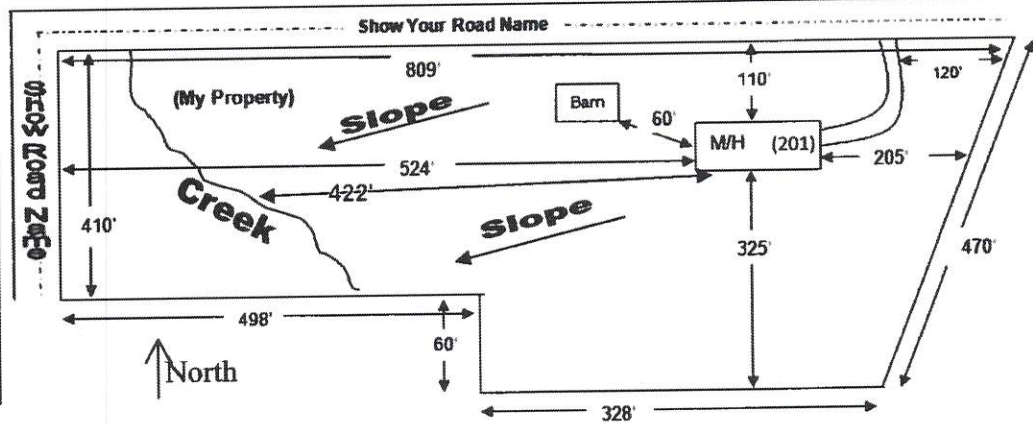 Show Your Road Name
809'
110'
120'
(My Property)
Slope
Barn
60'
M/H (201)
Show Road Name
524'
205'
422'
Creek
410'
Slope
325'
470'
498'
60'
North
328'